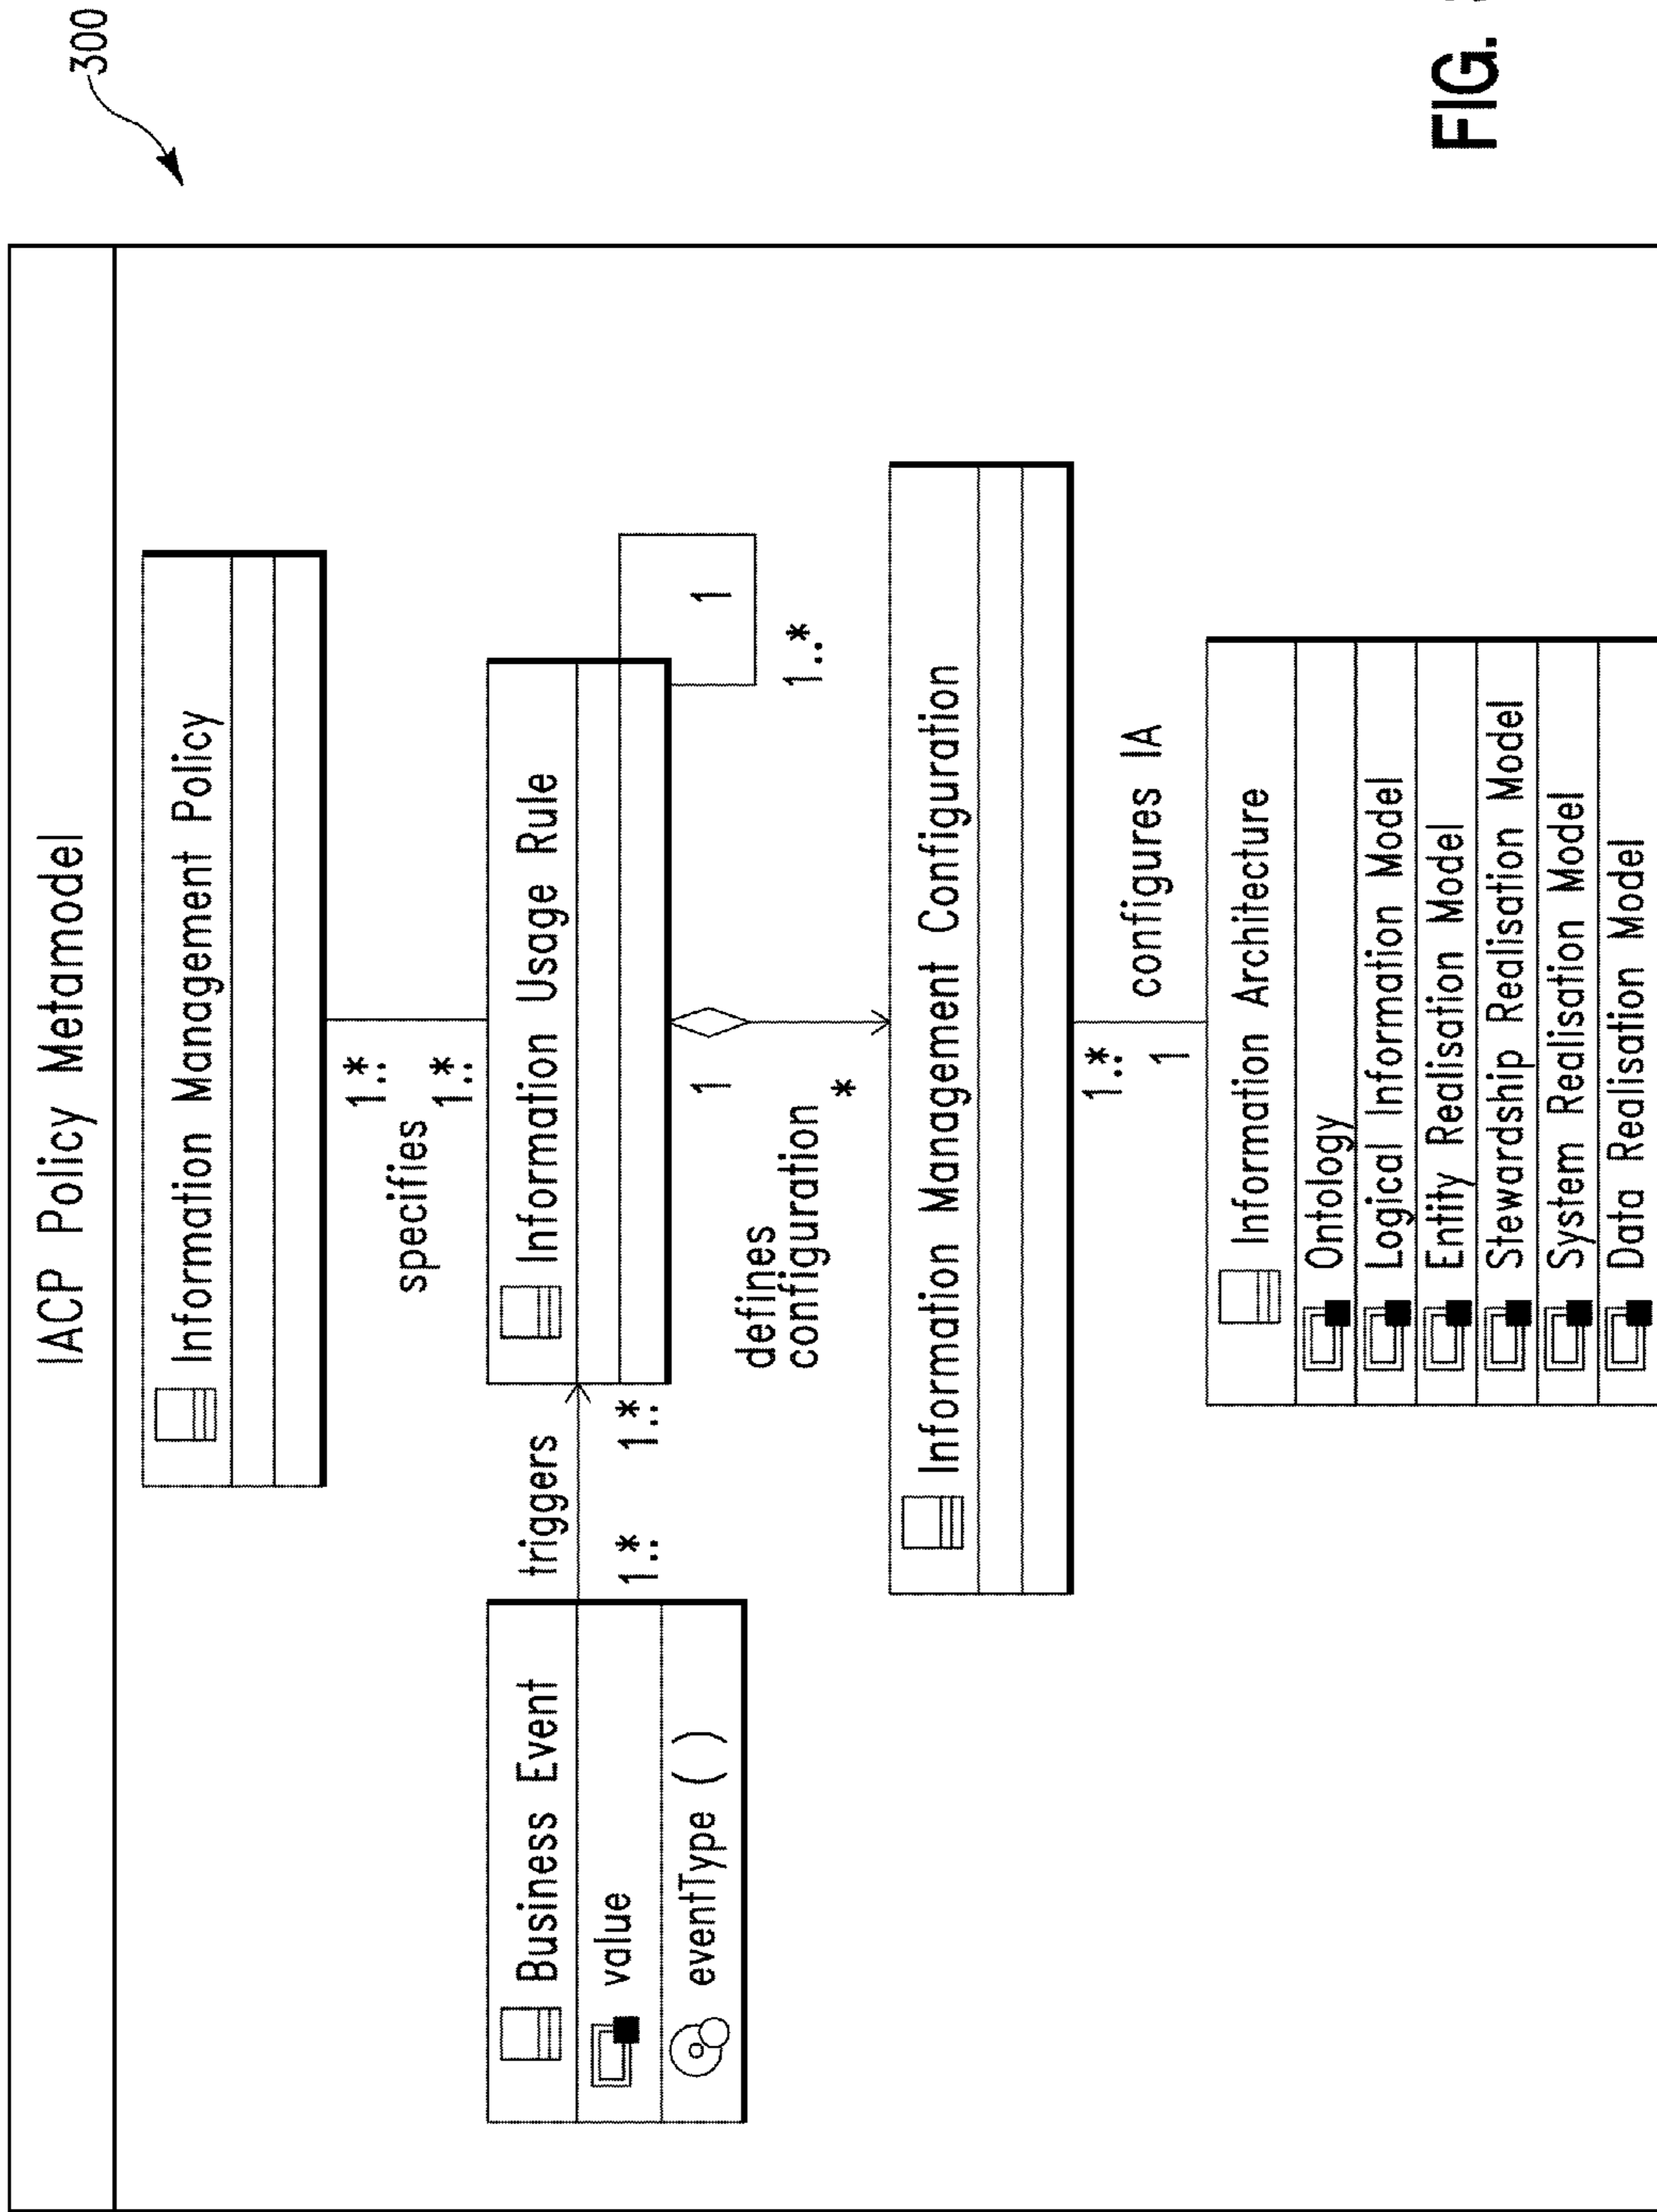 300
IACP Policy Metamodel
Information Management Policy
1..*
specifies
1..*
Business Event
value
eventType ( )
triggers
1..*
1..*
Information Usage Rule
1
1..*
1
defines
configuration
*
Information Management Configuration
1..*
configures IA
1
Information Architecture
Ontology
Logical Information Model
Entity Realisation Model
Stewardship Realisation Model
System Realisation Model
Data Realisation Model
FIG.